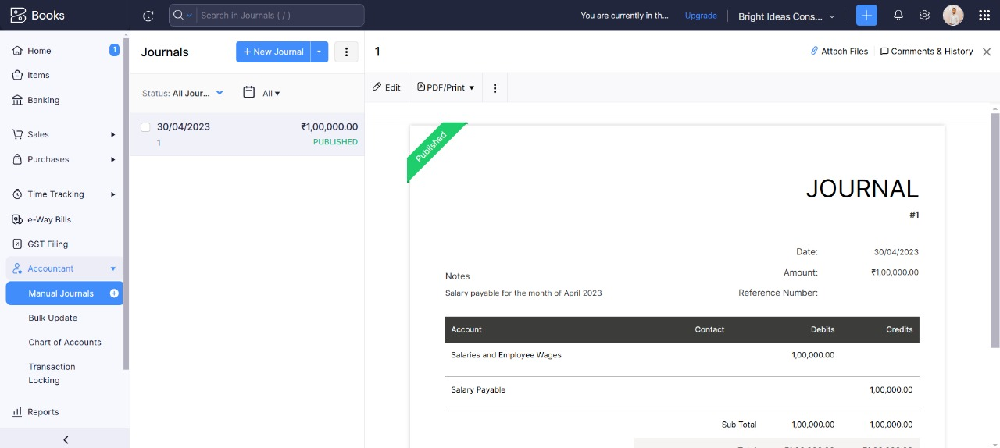 Books
Search in Journals ( / )
You are currently in th...
Upgrade
Bright Ideas Cons...
Home
1
Items
Banking
Sales
Purchases
Time Tracking
e-Way Bills
GST Filing
Accountant
Manual Journals
Bulk Update
Chart of Accounts
Transaction
Locking
Reports
Journals
+ New Journal
Status: All Jour...
All
30/04/2023
₹1,00,000.00
1
PUBLISHED
1
Attach Files
Comments & History
Edit
PDF/Print
Published
JOURNAL
#1
Date: 30/04/2023
Amount: ₹1,00,000.00
Reference Number:
Notes
Salary payable for the month of April 2023
Account Contact Debits Credits
Salaries and Employee Wages 1,00,000.00
Salary Payable 1,00,000.00
Sub Total 1,00,000.00 1,00,000.00